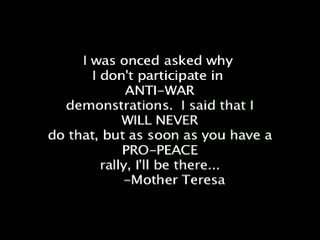 I was onced asked why
I don't participate in
ANTI-WAR
demonstrations. I said that I
WILL NEVER
do that, but as soon as you have a
PRO-PEACE
rally, I'll be there...
-Mother Teresa